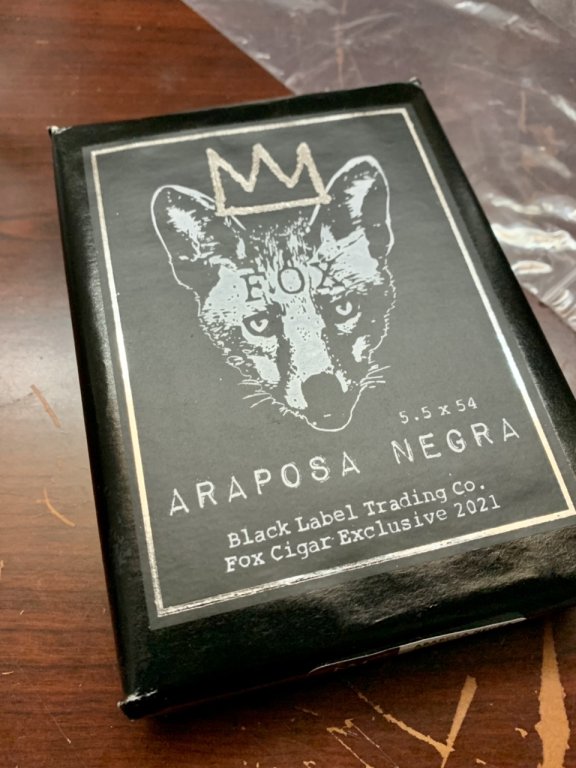 FOX
5.5 x 54
ARAPOSA NEGRA
Black Label Trading Co.
Fox Cigar Exclusive 2021